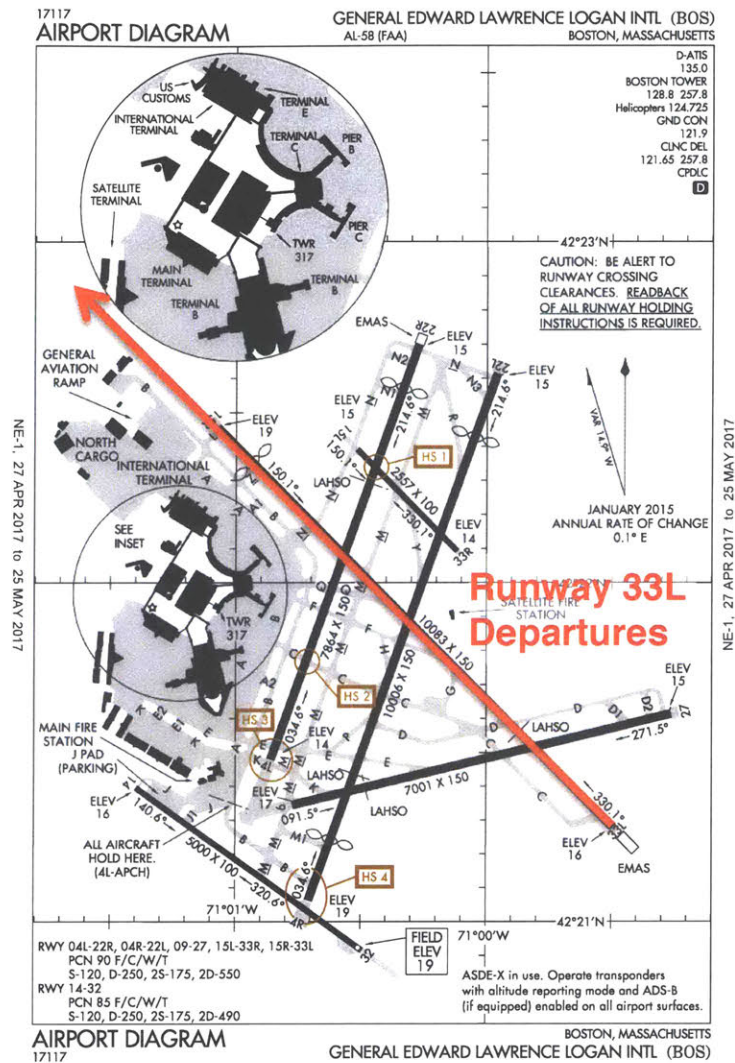 17117
AIRPORT DIAGRAM
GENERAL EDWARD LAWRENCE LOGAN INTL (BOS)
AL-58 (FAA)
BOSTON, MASSACHUSETTS
D-ATIS
135.0
BOSTON TOWER
128.8 257.8
Helicopters 124.725
GND CON
121.9
CLNC DEL
121.65 257.8
CPDLC
D
US
CUSTOMS
INTERNATIONAL
TERMINAL
TERMINAL
E
TERMINAL
C
PIER
B
SATELLITE
TERMINAL
PIER
C
TWR
317
MAIN
TERMINAL
TERMINAL
B
TERMINAL
B
42°23'N
CAUTION: BE ALERT TO
RUNWAY CROSSING
CLEARANCES. READBACK
OF ALL RUNWAY HOLDING
INSTRUCTIONS IS REQUIRED.
EMAS
22R
ELEV
15
22L
ELEV
15
N2
N1
N3
214.6°
214.6°
VAR 14.9° W
JANUARY 2015
ANNUAL RATE OF CHANGE
0.1° E
GENERAL
AVIATION
RAMP
ELEV
19
150.1°
ELEV
15
15L
150.1°
LAHSO
HS 1
2557 X 100
330.1°
ELEV
14
33R
NORTH
CARGO
INTERNATIONAL
TERMINAL
SEE
INSET
TWR
317
Runway 33L
Departures
SATELLITE FIRE
STATION
7864 X 150
10083 X 150
10006 X 150
HS 2
HS 3
034.6°
ELEV
14
4L
ELEV
17
MAIN FIRE
STATION
J PAD
(PARKING)
ELEV
15
27
D2
D1
LAHSO
271.5°
LAHSO
7001 X 150
LAHSO
091.5°
9
330.1°
ELEV
16
EMAS
ELEV
16
140.6°
5000 X 100
320.6°
ALL AIRCRAFT
HOLD HERE.
(4L-APCH)
034.6°
HS 4
ELEV
19
4R
32
71°01'W
42°21'N
71°00'W
FIELD
ELEV
19
RWY 04L-22R, 04R-22L, 09-27, 15L-33R, 15R-33L
PCN 90 F/C/W/T
S-120, D-250, 2S-175, 2D-550
RWY 14-32
PCN 85 F/C/W/T
S-120, D-250, 2S-175, 2D-490
ASDE-X in use. Operate transponders
with altitude reporting mode and ADS-B
(if equipped) enabled on all airport surfaces.
NE-1, 27 APR 2017 to 25 MAY 2017
NE-1, 27 APR 2017 to 25 MAY 2017
AIRPORT DIAGRAM
17117
BOSTON, MASSACHUSETTS
GENERAL EDWARD LAWRENCE LOGAN INTL (BOS)